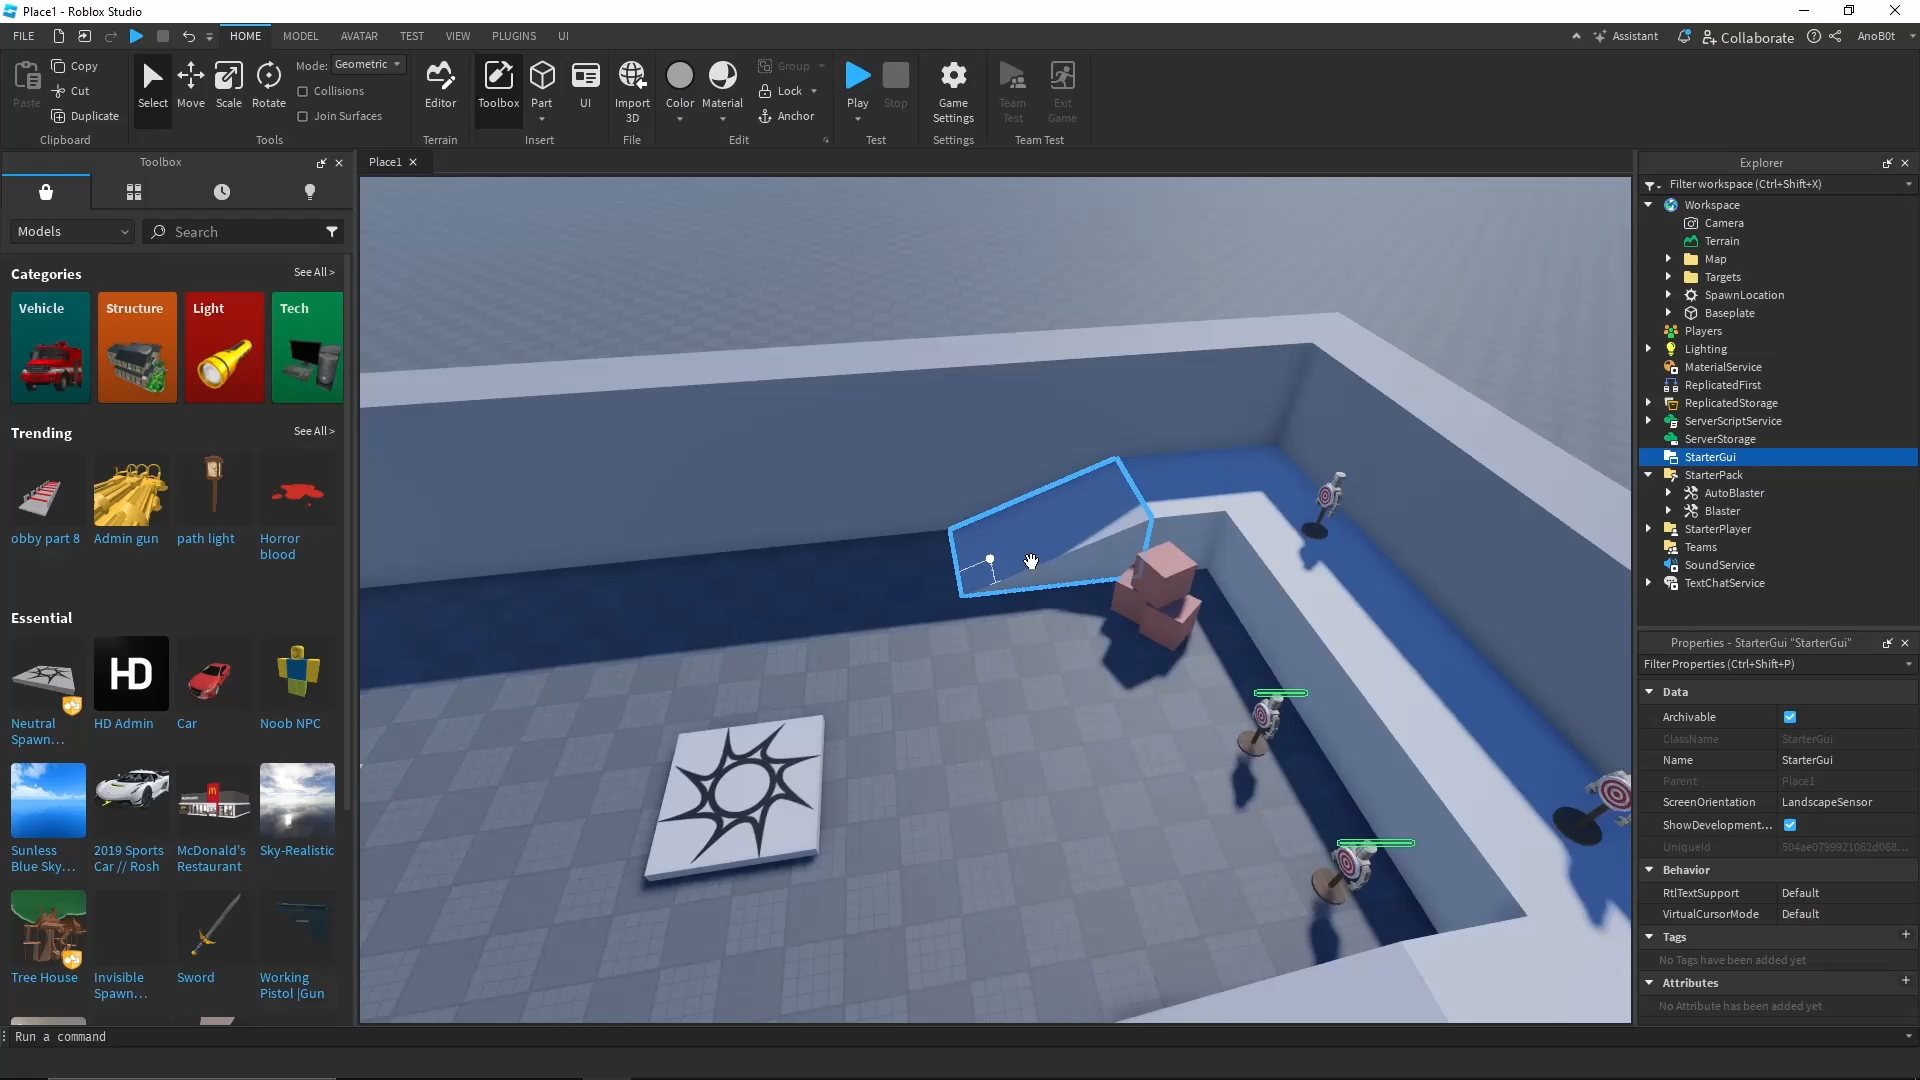 Place1 - Roblox Studio
FILE HOME MODEL AVATAR TEST VIEW PLUGINS UI Assistant Collaborate AnoB0t
Paste
Copy
Cut
Duplicate
Clipboard
Select Move Scale Rotate
Mode: Geometric
Collisions
Join Surfaces
Tools
Editor
Terrain
Toolbox Part UI
Insert
Import 3D
File
Color Material
Group
Lock
Anchor
Edit
Play Stop
Test
Game Settings
Settings
Team Test
Exit Game
Team Test
Toolbox
Models
Search
Categories See All >
Vehicle Structure Light Tech
Trending See All >
obby part 8 Admin gun path light Horror blood
Essential
HD
Neutral Spawn... HD Admin Car Noob NPC
Sunless Blue Sky... 2019 Sports Car // Rosh McDonald's Restaurant Sky-Realistic
Tree House Invisible Spawn... Sword Working Pistol |Gun
Place1
Explorer
Filter workspace (Ctrl+Shift+X)
Workspace
Camera
Terrain
Map
Targets
SpawnLocation
Baseplate
Players
Lighting
MaterialService
ReplicatedFirst
ReplicatedStorage
ServerScriptService
ServerStorage
StarterGui
StarterPack
AutoBlaster
Blaster
StarterPlayer
Teams
SoundService
TextChatService
Properties - StarterGui "StarterGui"
Filter Properties (Ctrl+Shift+P)
Data
Archivable
ClassName StarterGui
Name StarterGui
Parent Place1
ScreenOrientation LandscapeSensor
ShowDevelopment...
UniqueId 504ae0799921062d068...
Behavior
RtlTextSupport Default
VirtualCursorMode Default
Tags
No Tags have been added yet
Attributes
No Attribute has been added yet
Run a command